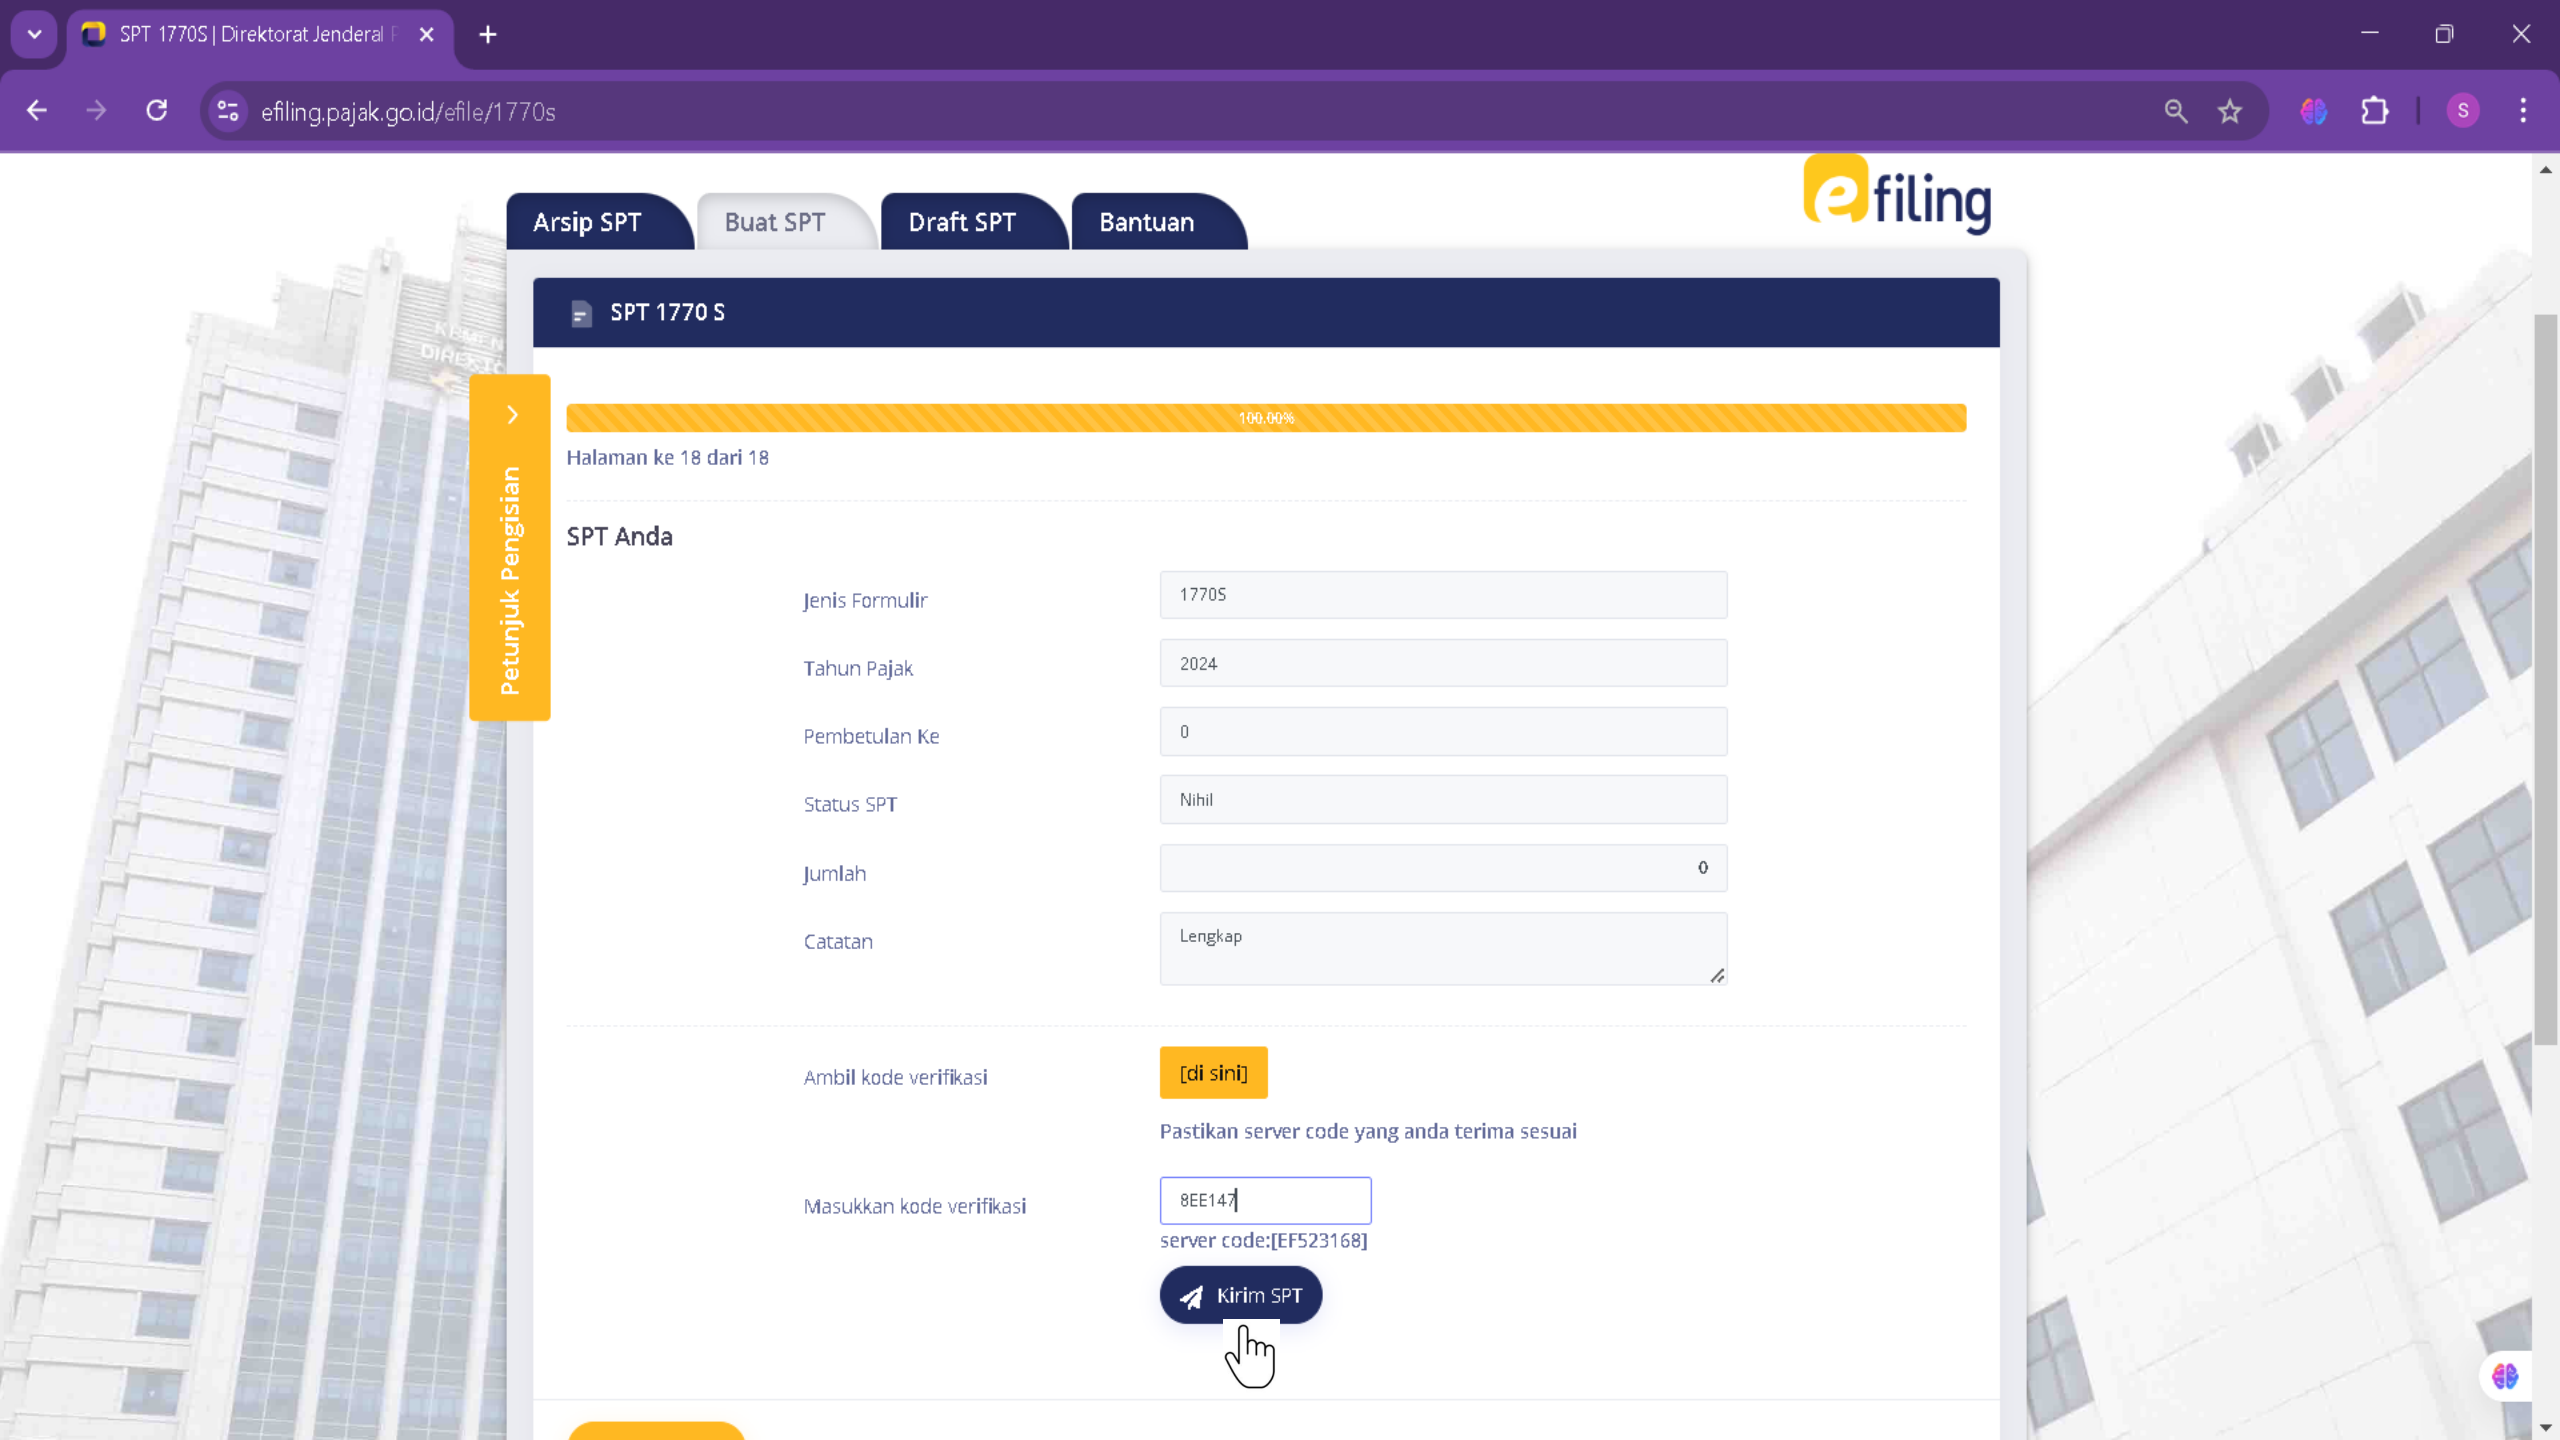 SPT 1770S | Direktorat Jenderal P
efiling.pajak.go.id/efile/1770s
S
Arsip SPT
Buat SPT
Draft SPT
Bantuan
efiling
SPT 1770 S
100.00%
Halaman ke 18 dari 18
Petunjuk Pengisian
SPT Anda
Jenis Formulir
1770S
Tahun Pajak
2024
Pembetulan Ke
0
Status SPT
Nihil
Jumlah
0
Catatan
Lengkap
Ambil kode verifikasi
[di sini]
Pastikan server code yang anda terima sesuai
Masukkan kode verifikasi
8EE147
server code:[EF523168]
Kirim SPT